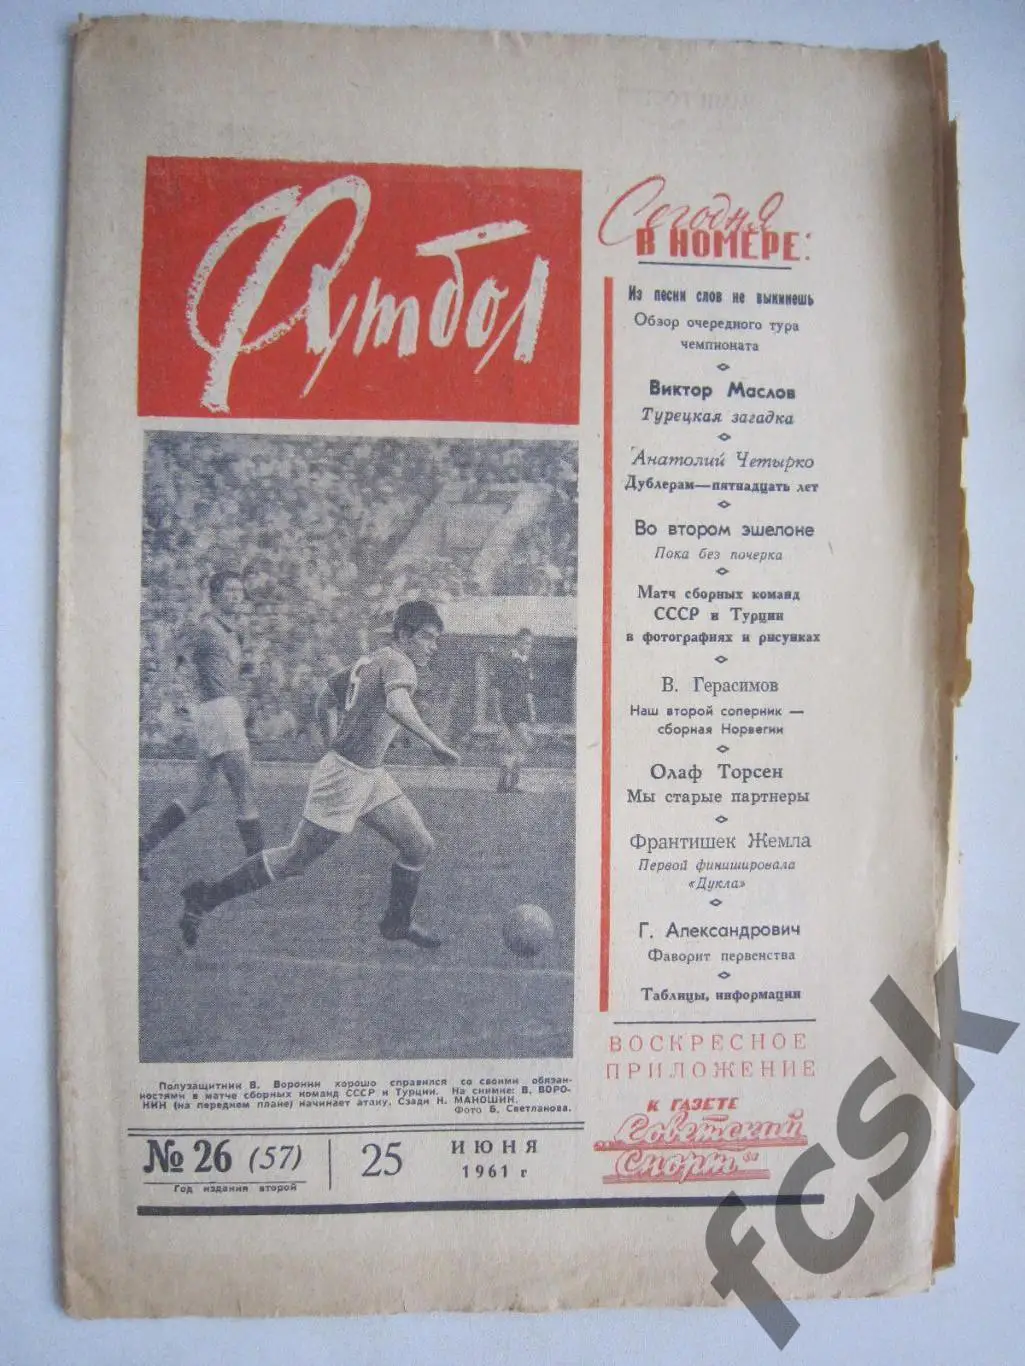 Футбол
Сегодня
В НОМЕРЕ:
Из песни слов не выкинешь
Обзор очередного тура
чемпионата
Виктор Маслов
Турецкая загадка
Анатолий Четырко
Дублерам—пятнадцать лет
Во втором эшелоне
Пока без почерка
Матч сборных команд
СССР и Турции
в фотографиях и рисунках
В. Герасимов
Наш второй соперник —
сборная Норвегии
Олаф Торсен
Мы старые партнеры
Франтишек Жемла
Первой финишировала
«Дукла»
Г. Александрович
Фаворит первенства
Таблицы, информации
ВОСКРЕСНОЕ
ПРИЛОЖЕНИЕ
К ГАЗЕТЕ
„Советский
Спорт“
Полузащитник В. Воронин хорошо справился со своими обязан-
ностями в матче сборных команд СССР и Турции. На снимке: В. ВОРО-
НИН (на переднем плане) начинает атаку. Сзади Н. МАНОШИН.
Фото Б. Светланова.
№ 26 (57)
Год издания второй
25
ИЮНЯ
1961 г
fcsk